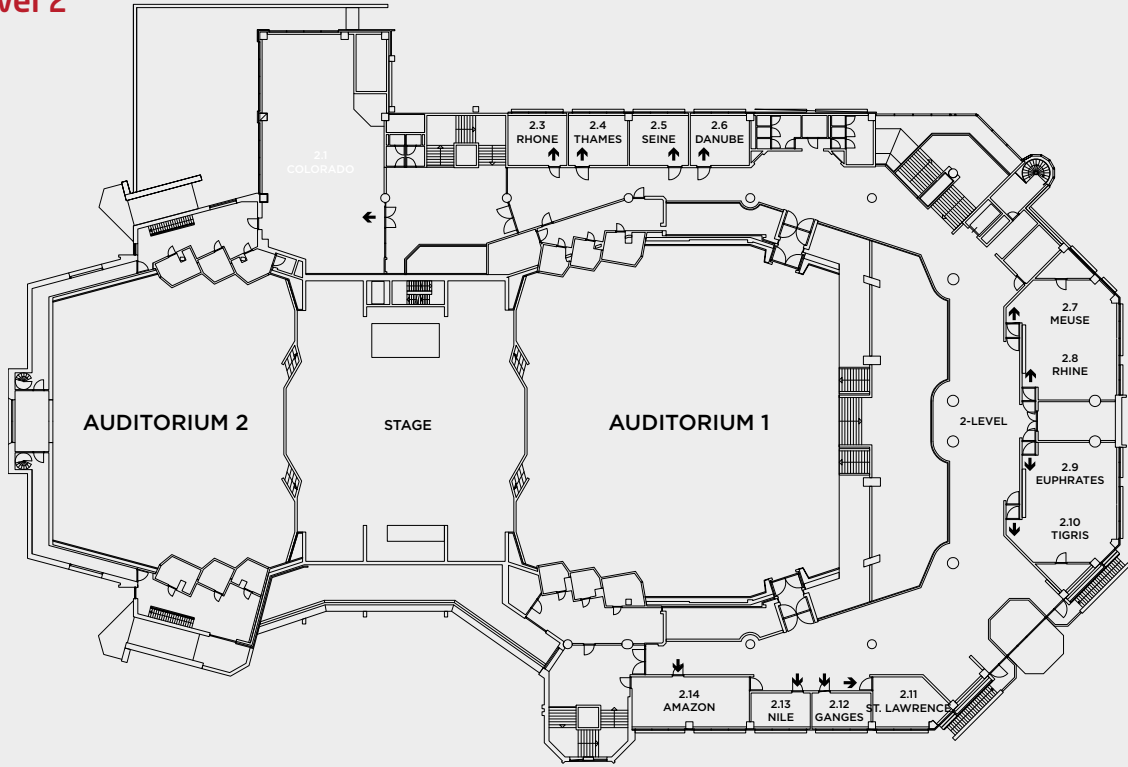 vel 2
2.3
RHONE
2.4
THAMES
2.5
SEINE
2.6
DANUBE
2.1
COLORADO
2.7
MEUSE
2.8
RHINE
AUDITORIUM 2
STAGE
AUDITORIUM 1
2-LEVEL
2.9
EUPHRATES
2.10
TIGRIS
2.14
AMAZON
2.13
NILE
2.12
GANGES
2.11
ST. LAWRENCE